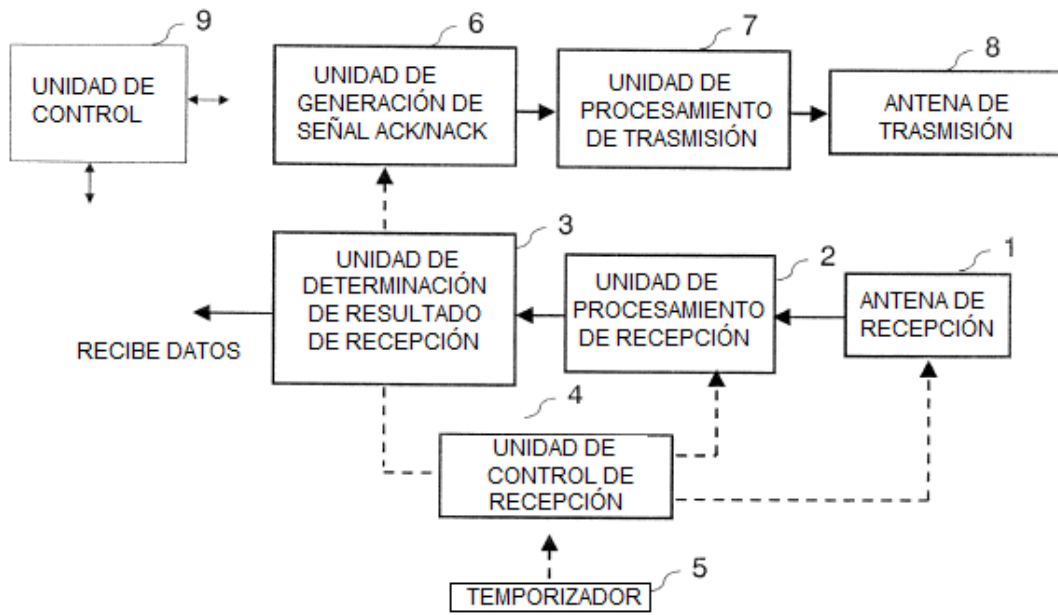 9
UNIDAD DE
CONTROL
6
UNIDAD DE
GENERACIÓN DE
SEÑAL ACK/NACK
7
UNIDAD DE
PROCESAMIENTO
DE TRASMISIÓN
8
ANTENA DE
TRASMISIÓN
3
UNIDAD DE
DETERMINACIÓN
DE RESULTADO
DE RECEPCIÓN
2
UNIDAD DE
PROCESAMIENTO
DE RECEPCIÓN
1
ANTENA DE
RECEPCIÓN
RECIBE DATOS
4
UNIDAD DE
CONTROL DE
RECEPCIÓN
5
TEMPORIZADOR